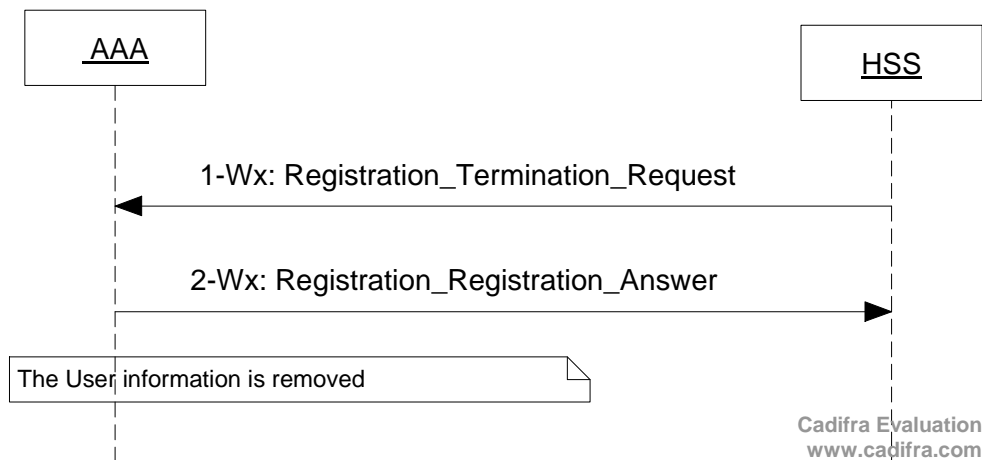 AAA
HSS
1-Wx: Registration_Termination_Request
2-Wx: Registration_Registration_Answer
The User information is removed
Cadifra Evaluation
www.cadifra.com